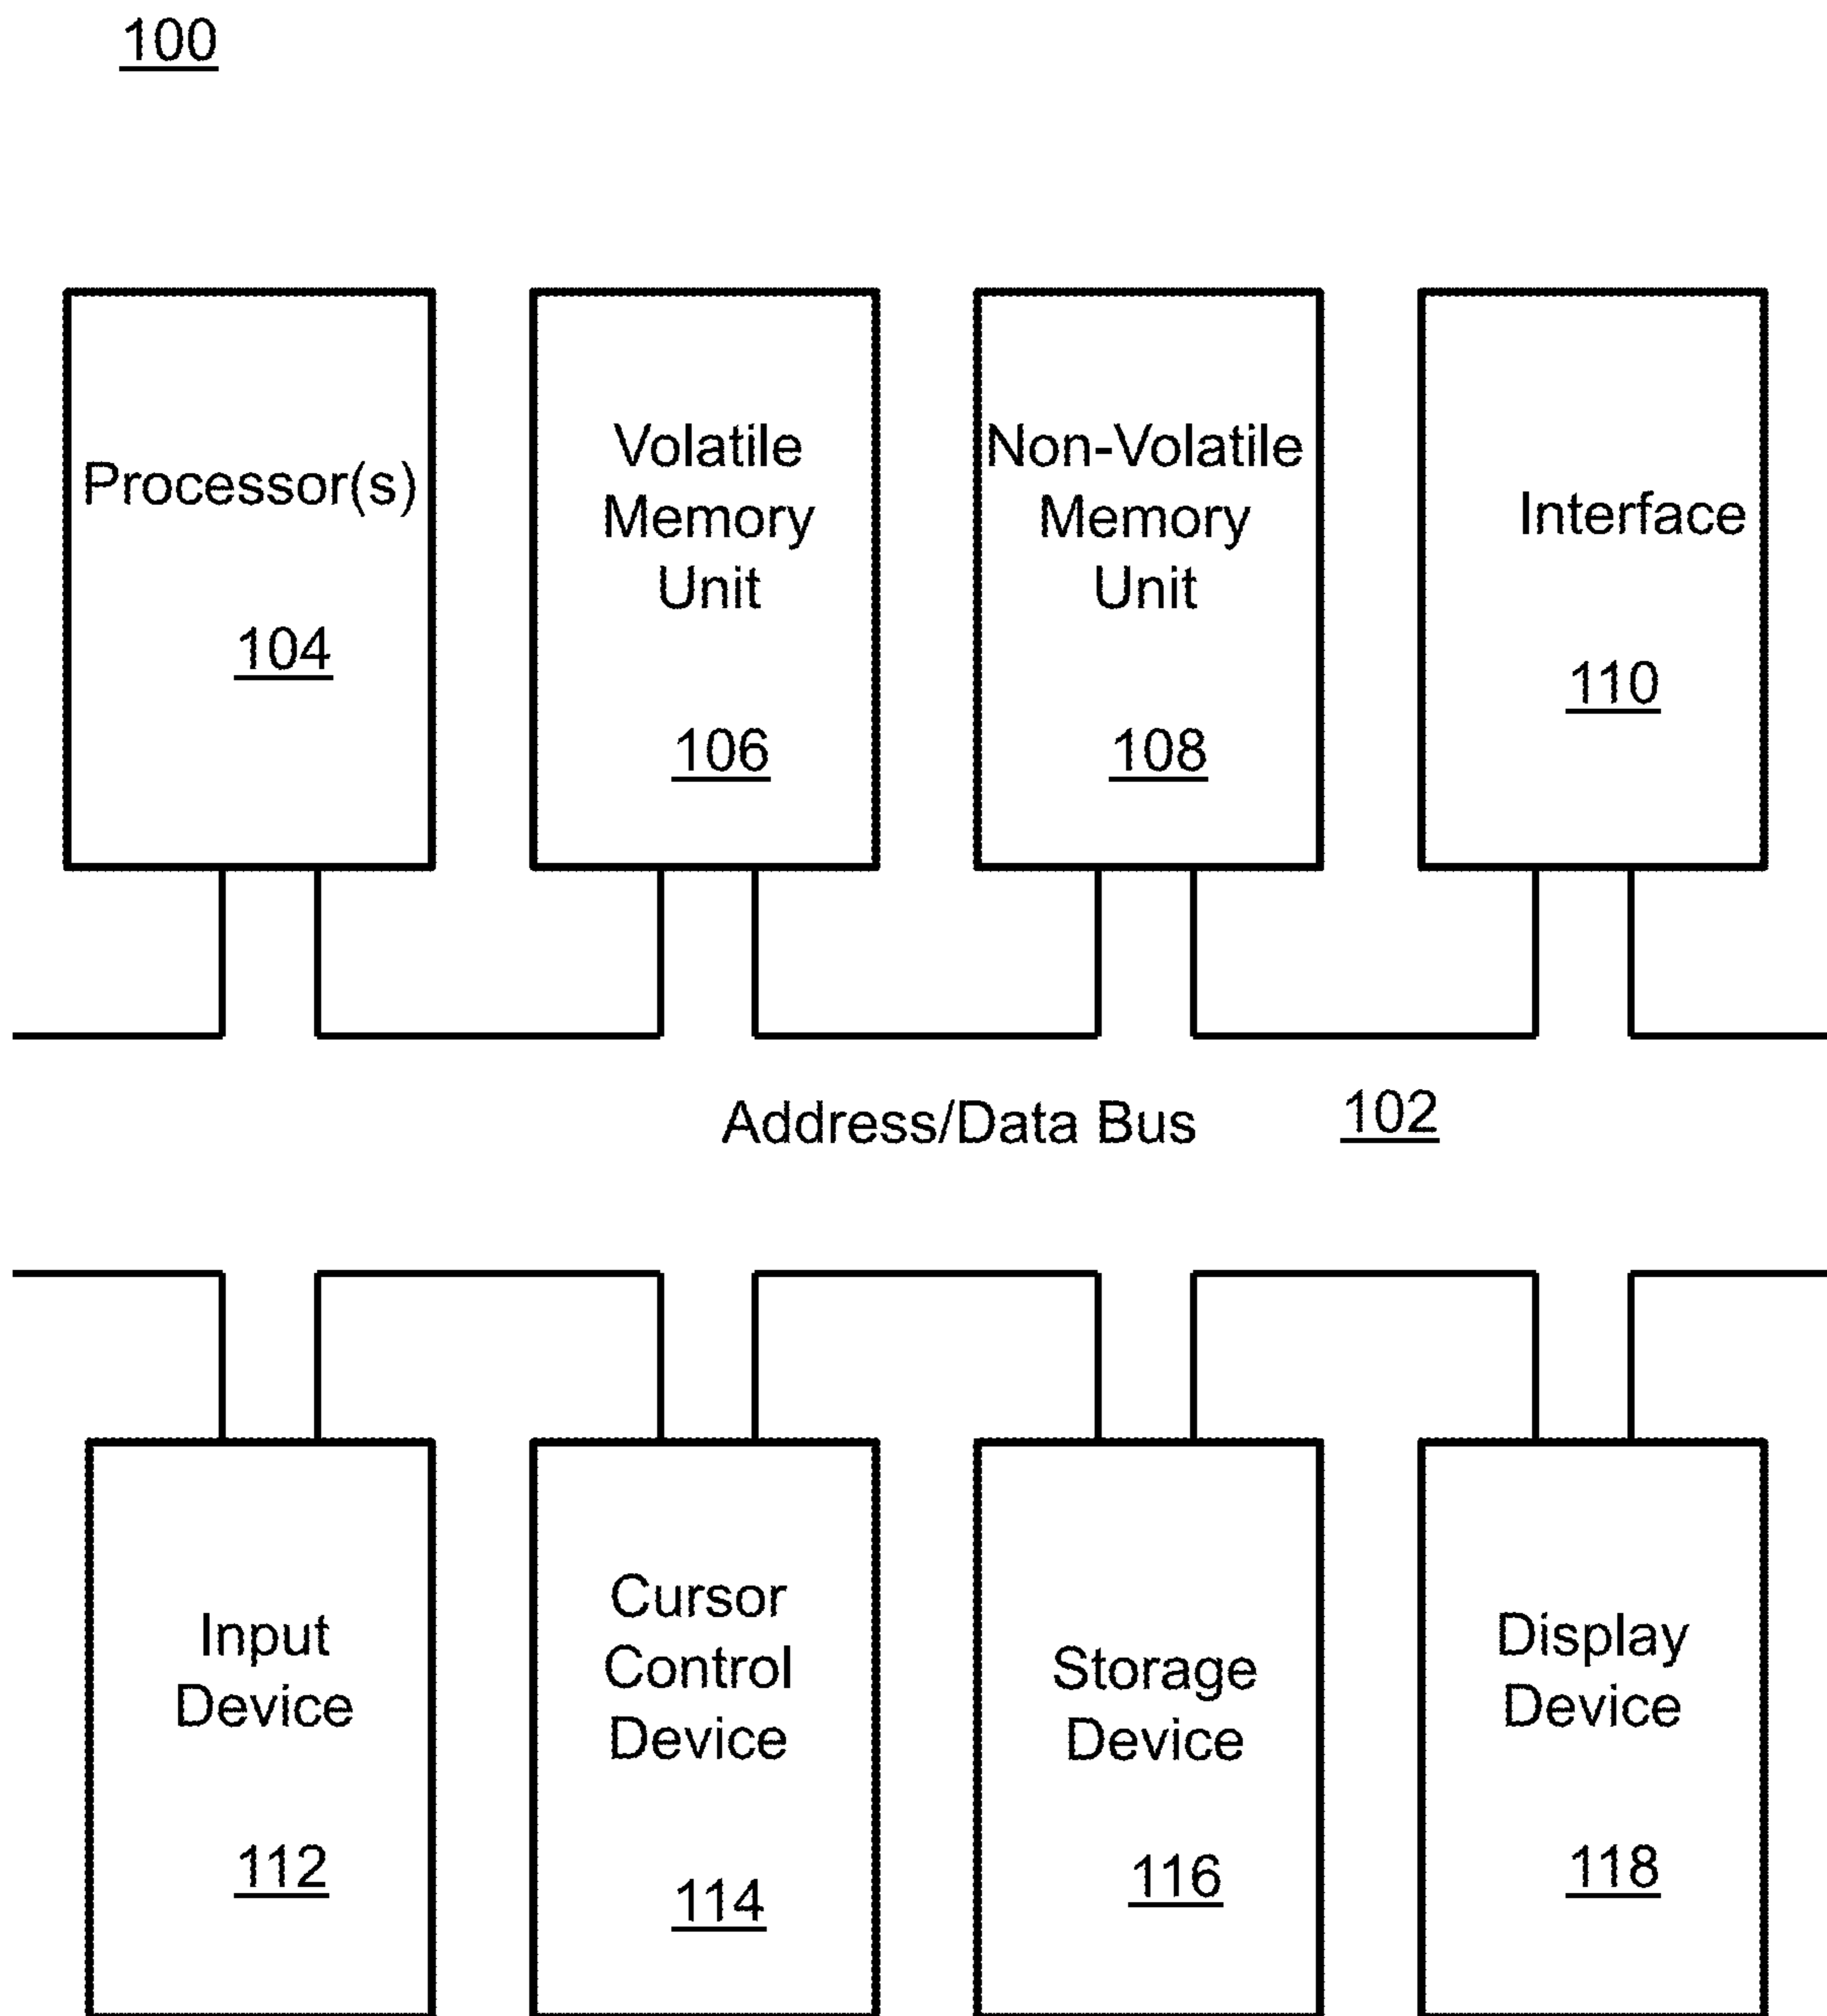 100
Processor(s)
104
Volatile
Memory
Unit
106
Non-Volatile
Memory
Unit
108
Interface
110
Address/Data Bus 102
Input
Device
112
Cursor
Control
Device
114
Storage
Device
116
Display
Device
118